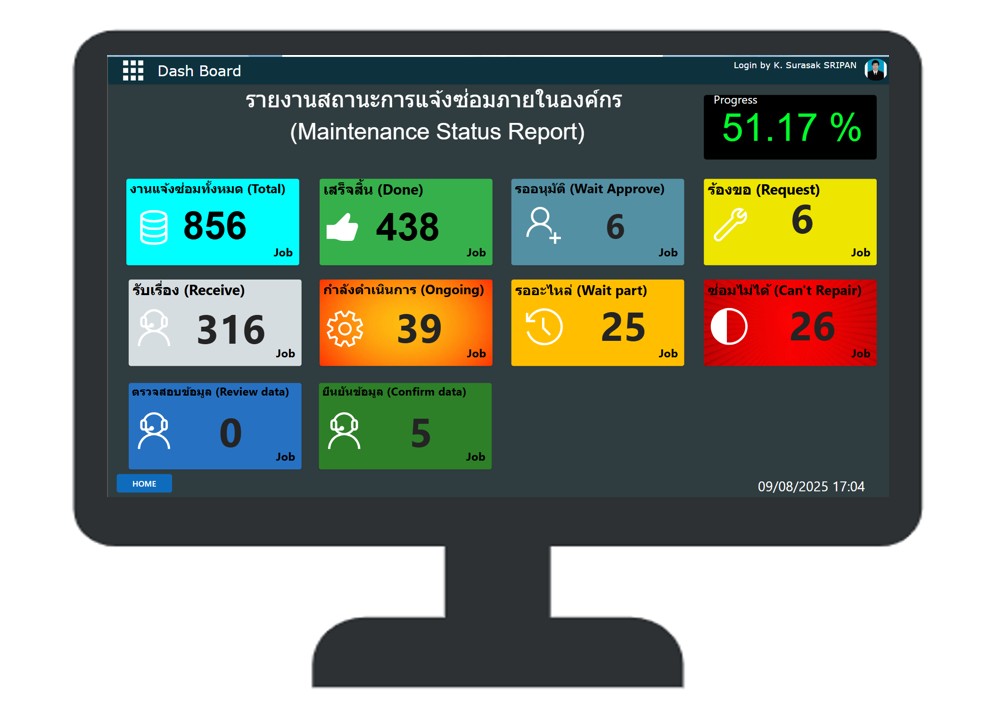 Dash Board
Login by K. Surasak SRIPAN
รายงานสถานะการแจ้งซ่อมภายในองค์กร
(Maintenance Status Report)
Progress
51.17 %
งานแจ้งซ่อมทั้งหมด (Total)
856
Job
เสร็จสิ้น (Done)
438
Job
รออนุมัติ (Wait Approve)
6
Job
ร้องขอ (Request)
6
Job
รับเรื่อง (Receive)
316
Job
กำลังดำเนินการ (Ongoing)
39
Job
รออะไหล่ (Wait part)
25
Job
ซ่อมไม่ได้ (Can't Repair)
26
Job
ตรวจสอบข้อมูล (Review data)
0
Job
ยืนยันข้อมูล (Confirm data)
5
Job
HOME
09/08/2025 17:04